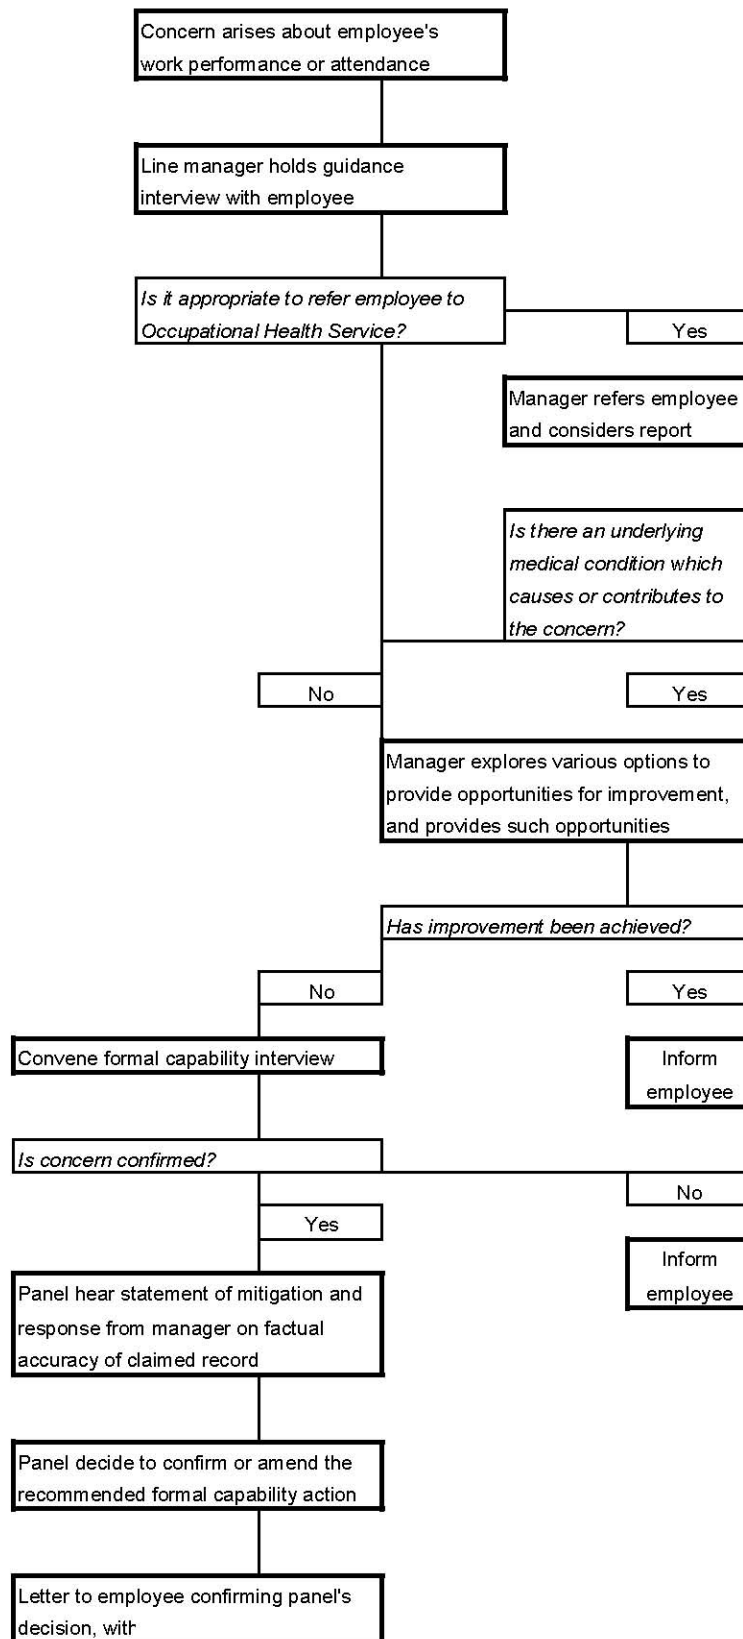 Concern arises about employee's
work performance or attendance
Line manager holds guidance
interview with employee
Is it appropriate to refer employee to
Occupational Health Service?
Yes
Manager refers employee
and considers report
Is there an underlying
medical condition which
causes or contributes to
the concern?
No
Yes
Manager explores various options to
provide opportunities for improvement,
and provides such opportunities
Has improvement been achieved?
No
Yes
Convene formal capability interview
Inform
employee
Is concern confirmed?
No
Yes
Inform
employee
Panel hear statement of mitigation and
response from manager on factual
accuracy of claimed record
Panel decide to confirm or amend the
recommended formal capability action
Letter to employee confirming panel's
decision, with